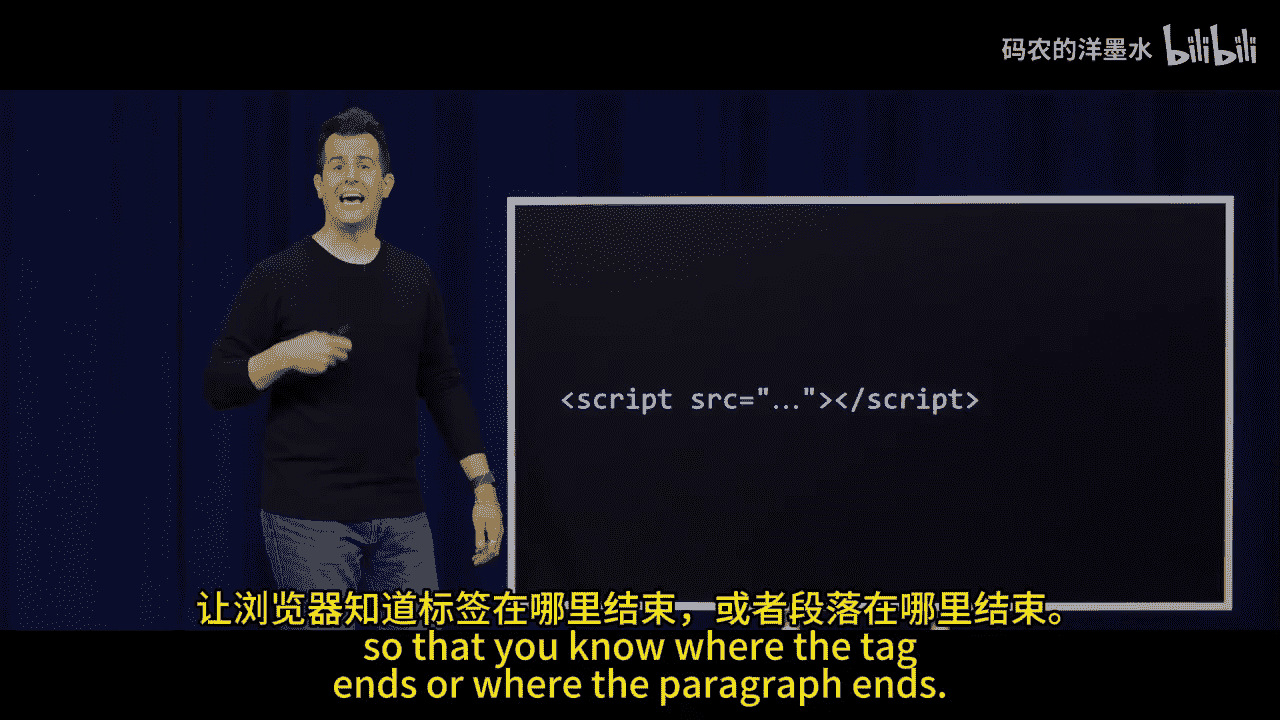 码农的洋墨水 bilibili
<script src="..."></script>
让浏览器知道标签在哪里结束，或者段落在哪里结束。
so that you know where the tag
ends or where the paragraph ends.